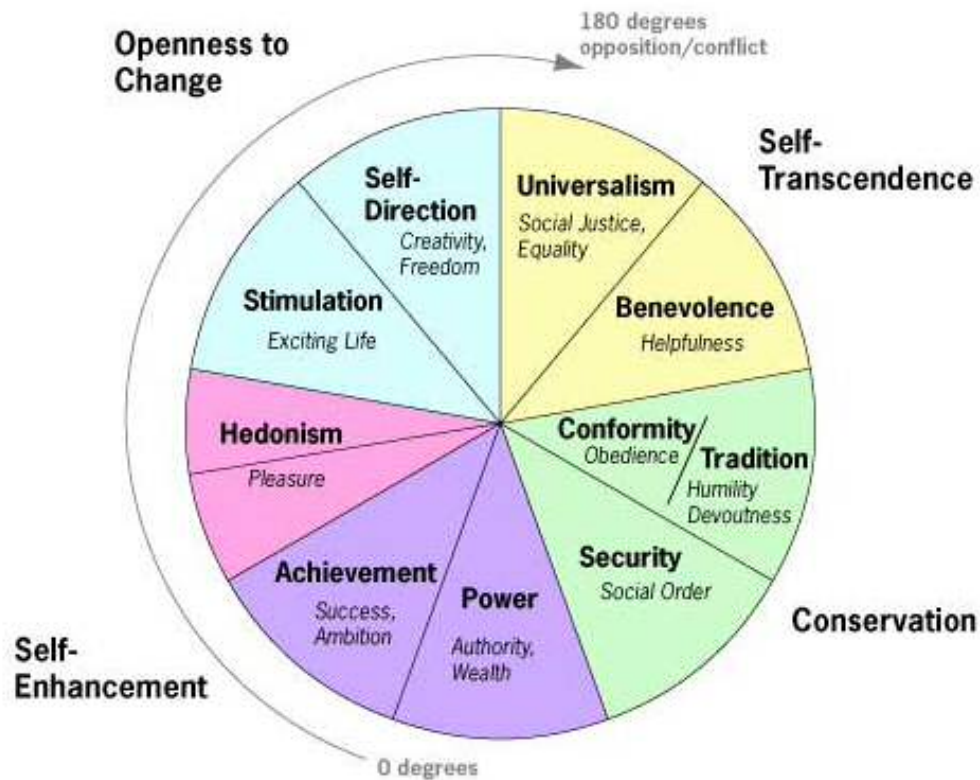 Openness to
Change
180 degrees
opposition/conflict
Self-
Transcendence
Self-
Direction
Creativity,
Freedom
Universalism
Social Justice,
Equality
Stimulation
Exciting Life
Benevolence
Helpfulness
Hedonism
Pleasure
Conformity
Obedience
Tradition
Humility
Devoutness
Achievement
Success,
Ambition
Power
Authority,
Wealth
Security
Social Order
Conservation
Self-
Enhancement
0 degrees